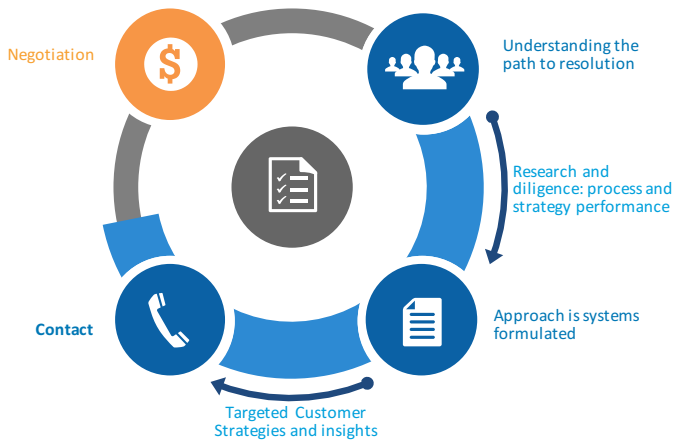 Negotiation
Understanding the
path to resolution
Research and
diligence: process and
strategy performance
Approach is systems
formulated
Contact
Targeted Customer
Strategies and insights
$